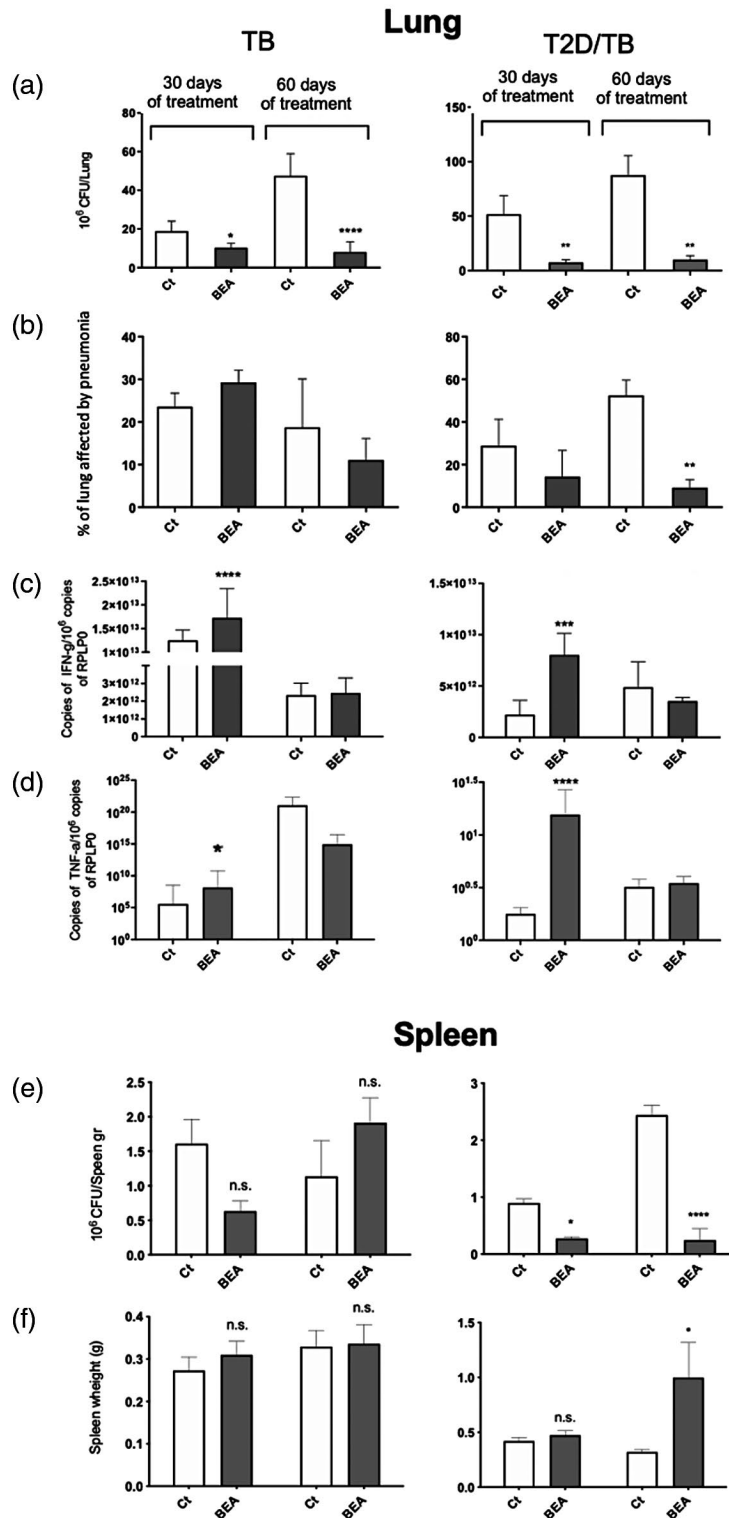 Lung
TB
T2D/TB
(a)
30 days
of treatment
60 days
of treatment
30 days
of treatment
60 days
of treatment
10⁶ CFU/Lung
80
60
40
20
0
*
****
Ct
BEA
Ct
BEA
150
100
50
0
**
**
Ct
BEA
Ct
BEA
(b)
% of lung affected by pneumonia
40
30
20
10
0
Ct
BEA
Ct
BEA
80
60
40
20
0
**
Ct
BEA
Ct
BEA
(c)
Copies of IFN-g/10⁶ copies
of RPLP0
2.5×10¹³
2×10¹³
1.5×10¹³
1×10¹³
3×10¹²
2×10¹²
0
****
Ct
BEA
Ct
BEA
1.5×10¹³
1×10¹³
5×10¹²
0
***
Ct
BEA
Ct
BEA
(d)
Copies of TNF-a/10⁶ copies
of RPLP0
10²⁵
10²⁰
10¹⁵
10¹⁰
10⁵
10⁰
*
Ct
BEA
Ct
BEA
10¹·⁵
10¹
10⁰·⁵
10⁰
****
Ct
BEA
Ct
BEA
Spleen
(e)
10⁶ CFU/Speen gr
2.5
2.0
1.5
1.0
0.5
0.0
n.s.
n.s.
Ct
BEA
Ct
BEA
3
2
1
0
*
****
Ct
BEA
Ct
BEA
(f)
Spleen wheight (g)
0.4
0.3
0.2
0.1
0.0
n.s.
n.s.
Ct
BEA
Ct
BEA
1.5
1.0
0.5
0.0
n.s.
*
Ct
BEA
Ct
BEA